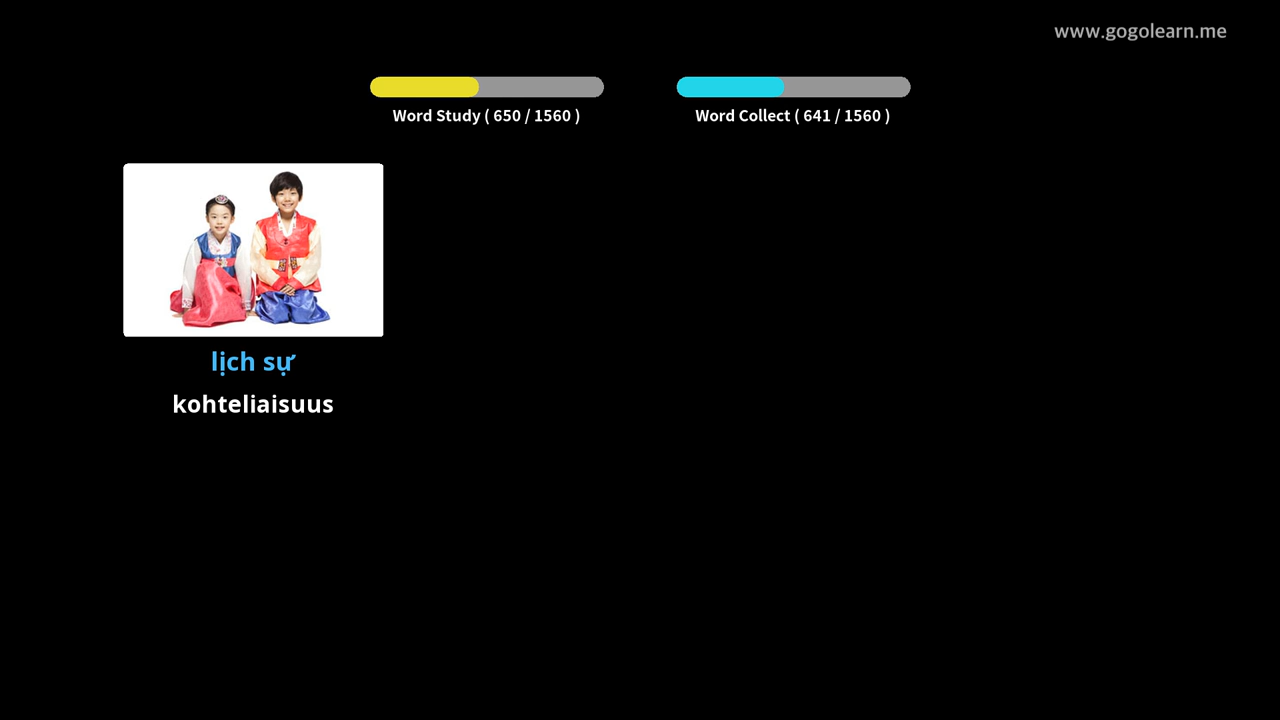 www.gogolearn.me
Word Study ( 650 / 1560 )
Word Collect ( 641 / 1560 )
lịch sự
kohteliaisuus